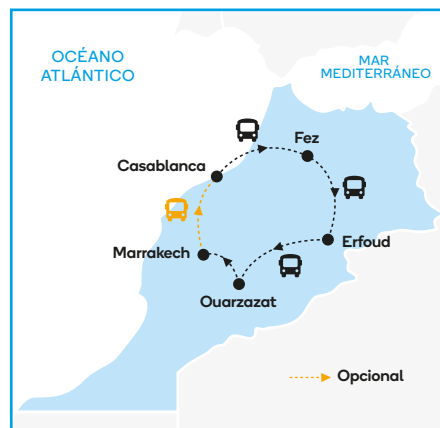 OCÉANO
ATLÁNTICO
MAR
MEDITERRÁNEO
Fez
Casablanca
Erfoud
Marrakech
Ouarzazat
Opcional